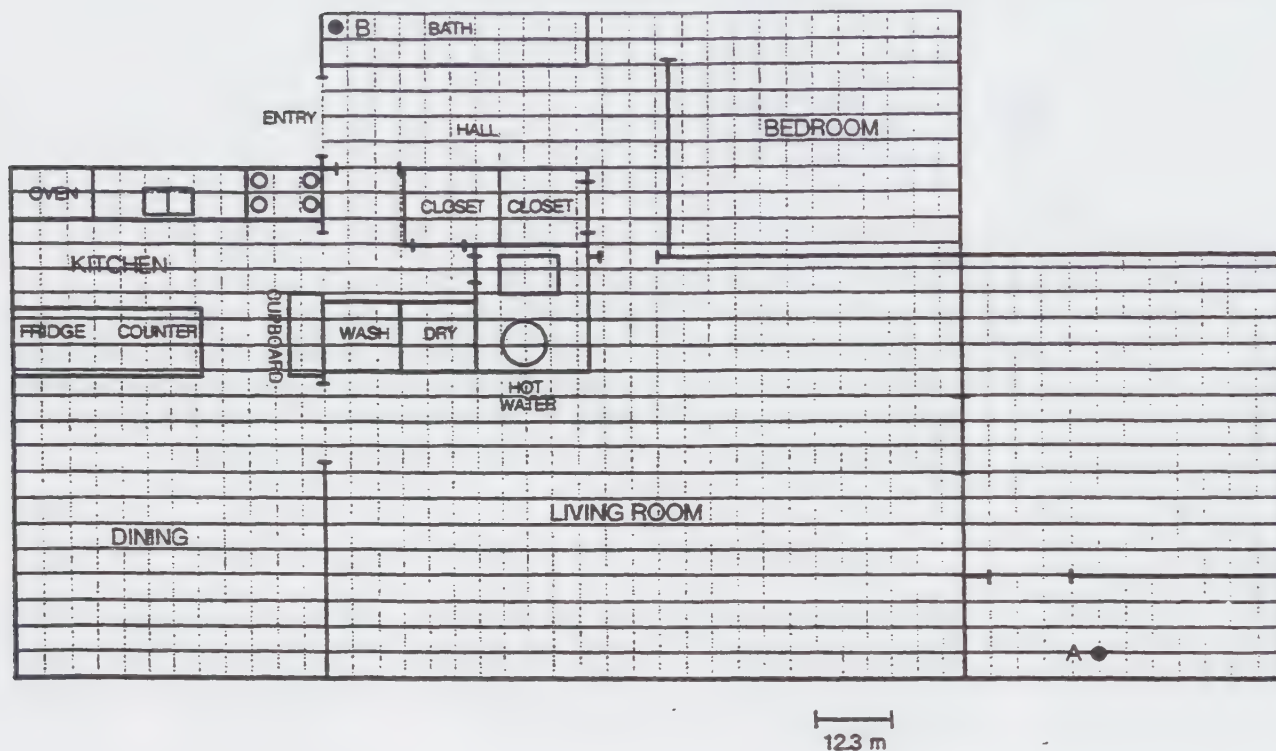 B BATH
ENTRY
HALL
BEDROOM
OVEN
CLOSET CLOSET
KITCHEN
FRIDGE COUNTER
CUPBOARD
WASH DRY
HOT
WATER
LIVING ROOM
DINING
A
12.3 m